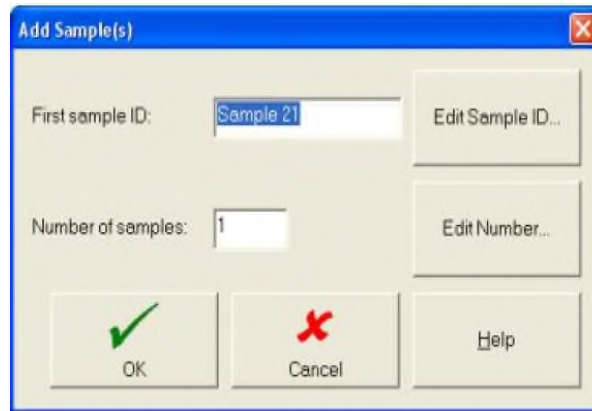 Add Sample(s)
First sample ID: Sample 21 Edit Sample ID...
Number of samples: 1 Edit Number...
OK Cancel Help